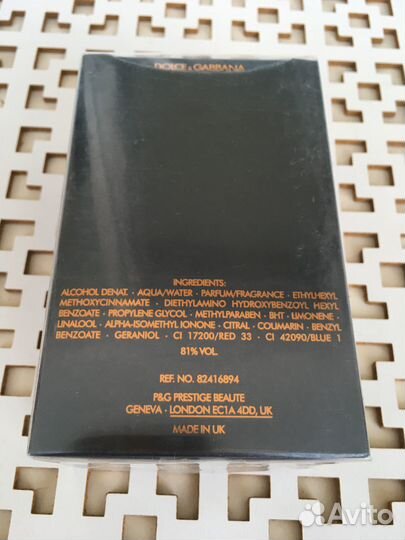 DOLCE & GABBANA
INGREDIENTS:
ALCOHOL DENAT. · AQUA/WATER · PARFUM/FRAGRANCE · ETHYLHEXYL
METHOXYCINNAMATE · DIETHYLAMINO HYDROXYBENZOYL HEXYL
BENZOATE · PROPYLENE GLYCOL · METHYLPARABEN · BHT · LIMONENE ·
LINALOOL · ALPHA-ISOMETHYL IONONE · CITRAL · COUMARIN · BENZYL
BENZOATE · GERANIOL · CI 17200/RED 33 · CI 42090/BLUE 1
81% VOL.
REF. NO. 82416894
P&G PRESTIGE BEAUTE
GENEVA · LONDON EC1A 4DD, UK
MADE IN UK
Avito